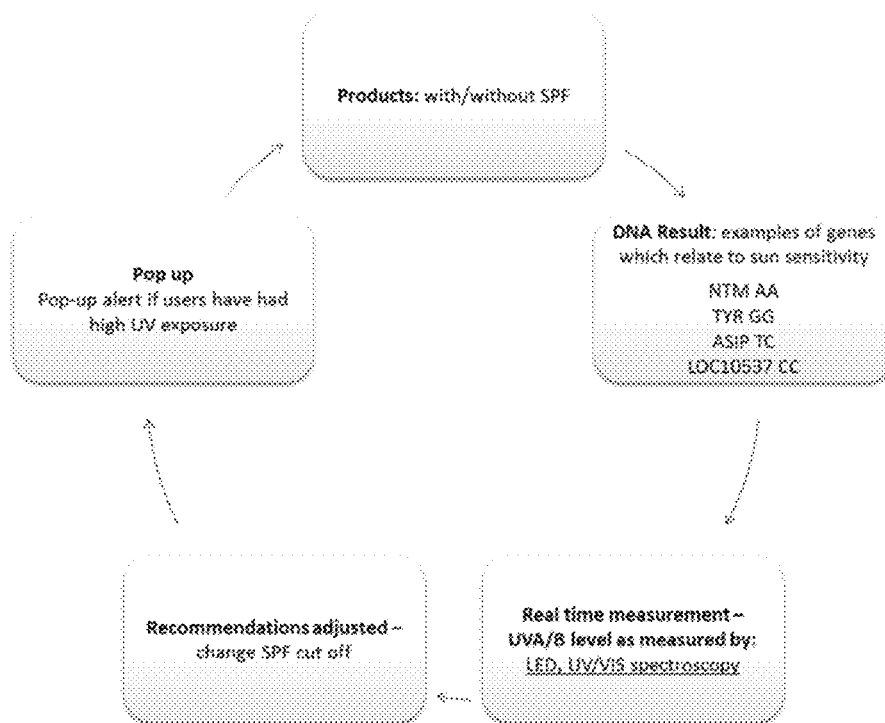 Products: with/without SPF
DNA Result: examples of genes
which relate to sun sensitivity
NTM AA
TYR GG
ASIP TC
LOC10537 CC
Real time measurement –
UVA/B level as measured by:
LED, UV/VIS spectroscopy
Recommendations adjusted –
change SPF cut off
Pop up
Pop-up alert if users have had
high UV exposure